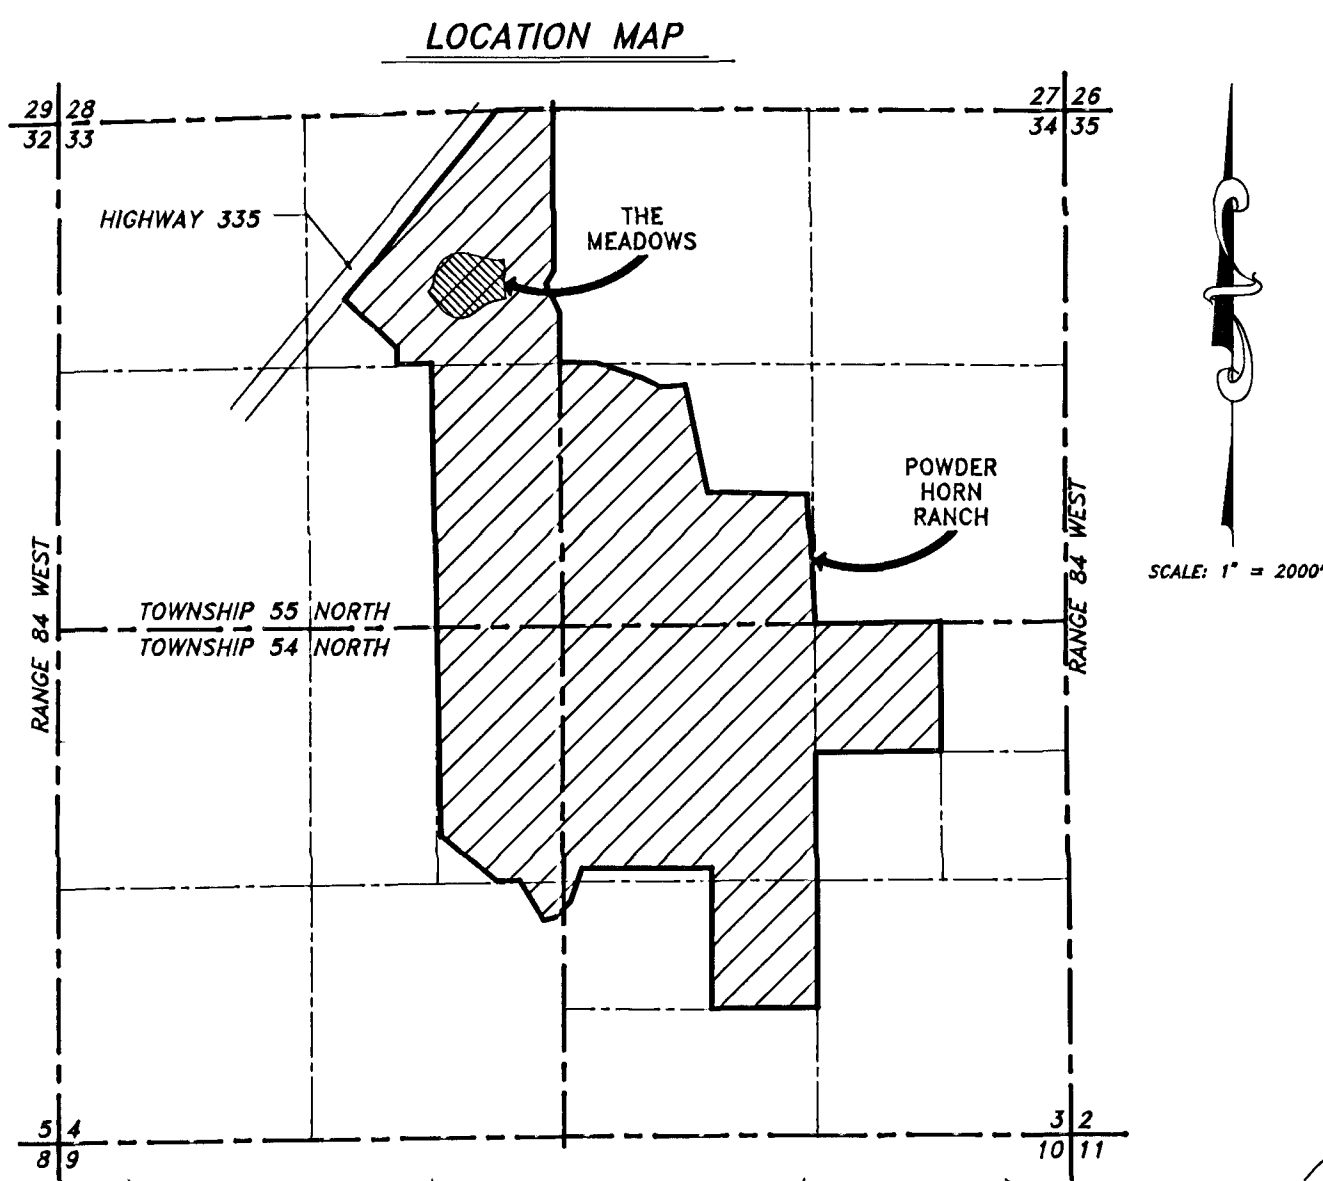 LOCATION MAP
29 28
32 33
27 26
34 35
HIGHWAY 335
THE
MEADOWS
POWDER
HORN
RANCH
RANGE 84 WEST
RANGE 84 WEST
SCALE: 1" = 2000'
TOWNSHIP 55 NORTH
TOWNSHIP 54 NORTH
5 4
8 9
3 2
10 11